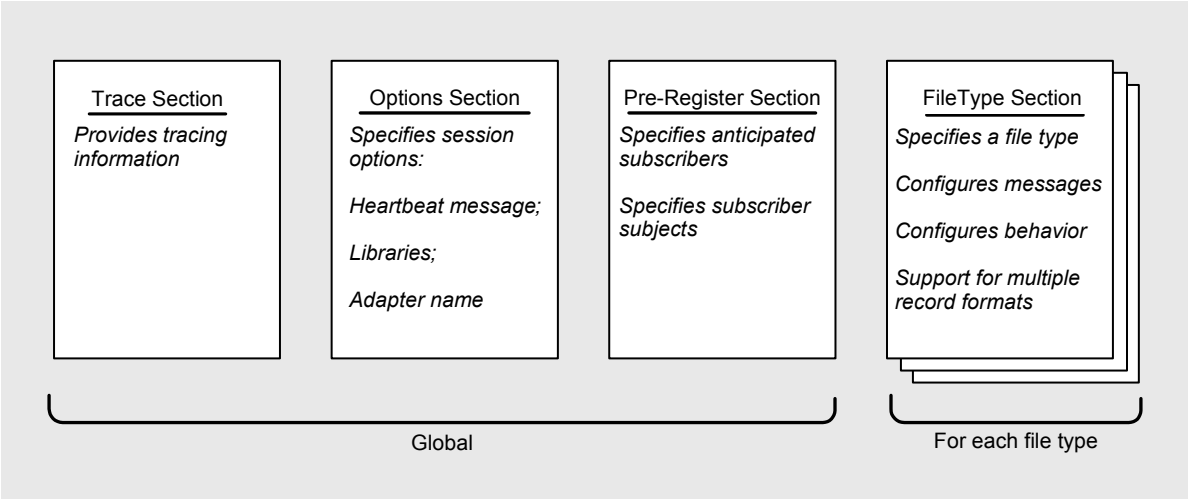 Trace Section
Provides tracing
information
Options Section
Specifies session
options:
Heartbeat message;
Libraries;
Adapter name
Pre-Register Section
Specifies anticipated
subscribers
Specifies subscriber
subjects
FileType Section
Specifies a file type
Configures messages
Configures behavior
Support for multiple
record formats
Global
For each file type